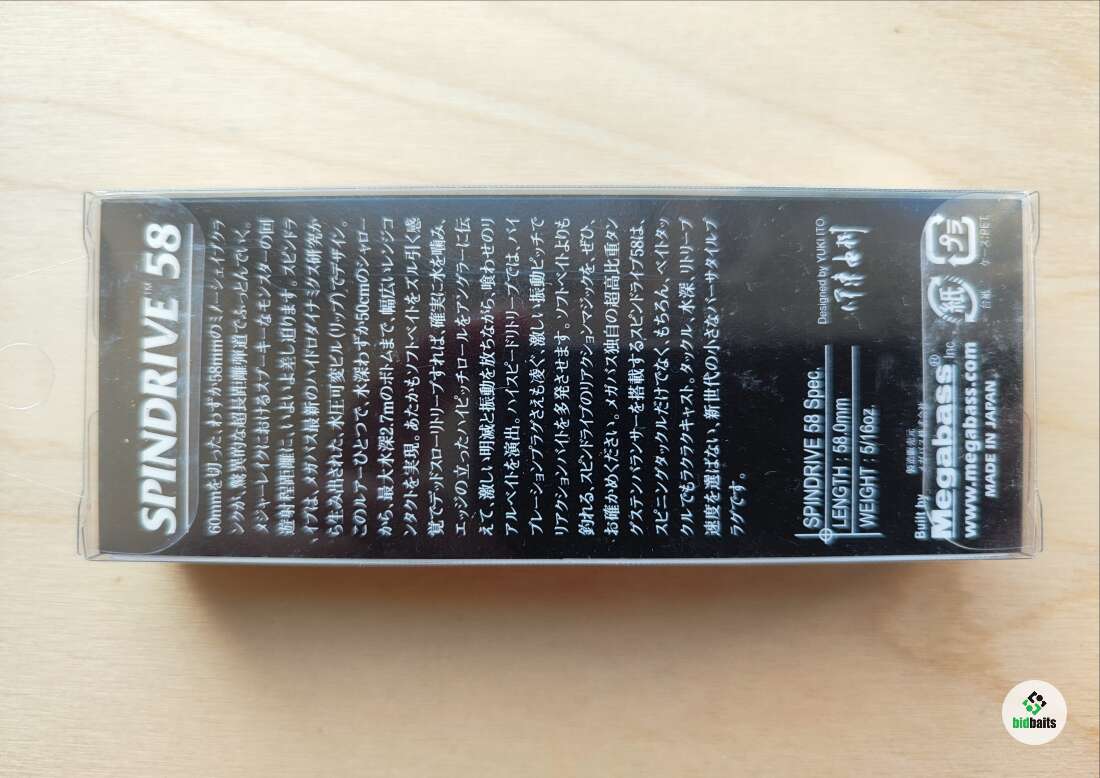 SPINDRIVE™ 58
60mmを切った、わずか58mmのミノーシェイクラ
ンクが、驚異的な超長距離弾道でふっとんでいく。
メジャーレイクにおけるスプーキーなモンスターの回
遊射程距離に、いよいよ差し迫ります。スピンドラ
イブは、メガバス最新のハイドロダイナミクス研究か
ら生み出された、水圧可変ビル(リップ)でデザイン。
このルアーひとつで、水深わずか50cmのシャロー
から、最大水深2.7mのボトムまで、幅広いレンジコ
ンタクトを実現。あたかもソフトベイトをズル引く感
覚でデッドスローリトリーブすれば、確実に水を噛み、
エッジの立ったハイピッチロールをアングラーに伝
えて、激しい明滅と振動を放ちながら、喰わせのリ
アルベイトを演出。ハイスピードリトリーブでは、バイ
ブレーションプラグさえも凌ぐ、激しい振動ピッチで
リアクションバイトを多発させます。ソフトベイトよりも
釣れる、スピンドライブのリアクションマジックを、ぜひ、
お確かめください。メガバス独自の超高比重タン
グステンバランサーを搭載するスピンドライブ58は、
スピニングタックルだけでなく、もちろん、ベイトタッ
クルでもラクラクキャスト。タックル、水深、リトリーブ
速度を選ばない、新世代の小さなバーサタイルプ
ラグです。
SPINDRIVE 58 Spec.
LENGTH : 58.0mm
WEIGHT : 5/16oz.
Designed by YUKI ITO
Built by
Megabass® Inc.
www.megabass.com
MADE IN JAPAN
紙
台紙
プラ
ケース:PET
bidbaits